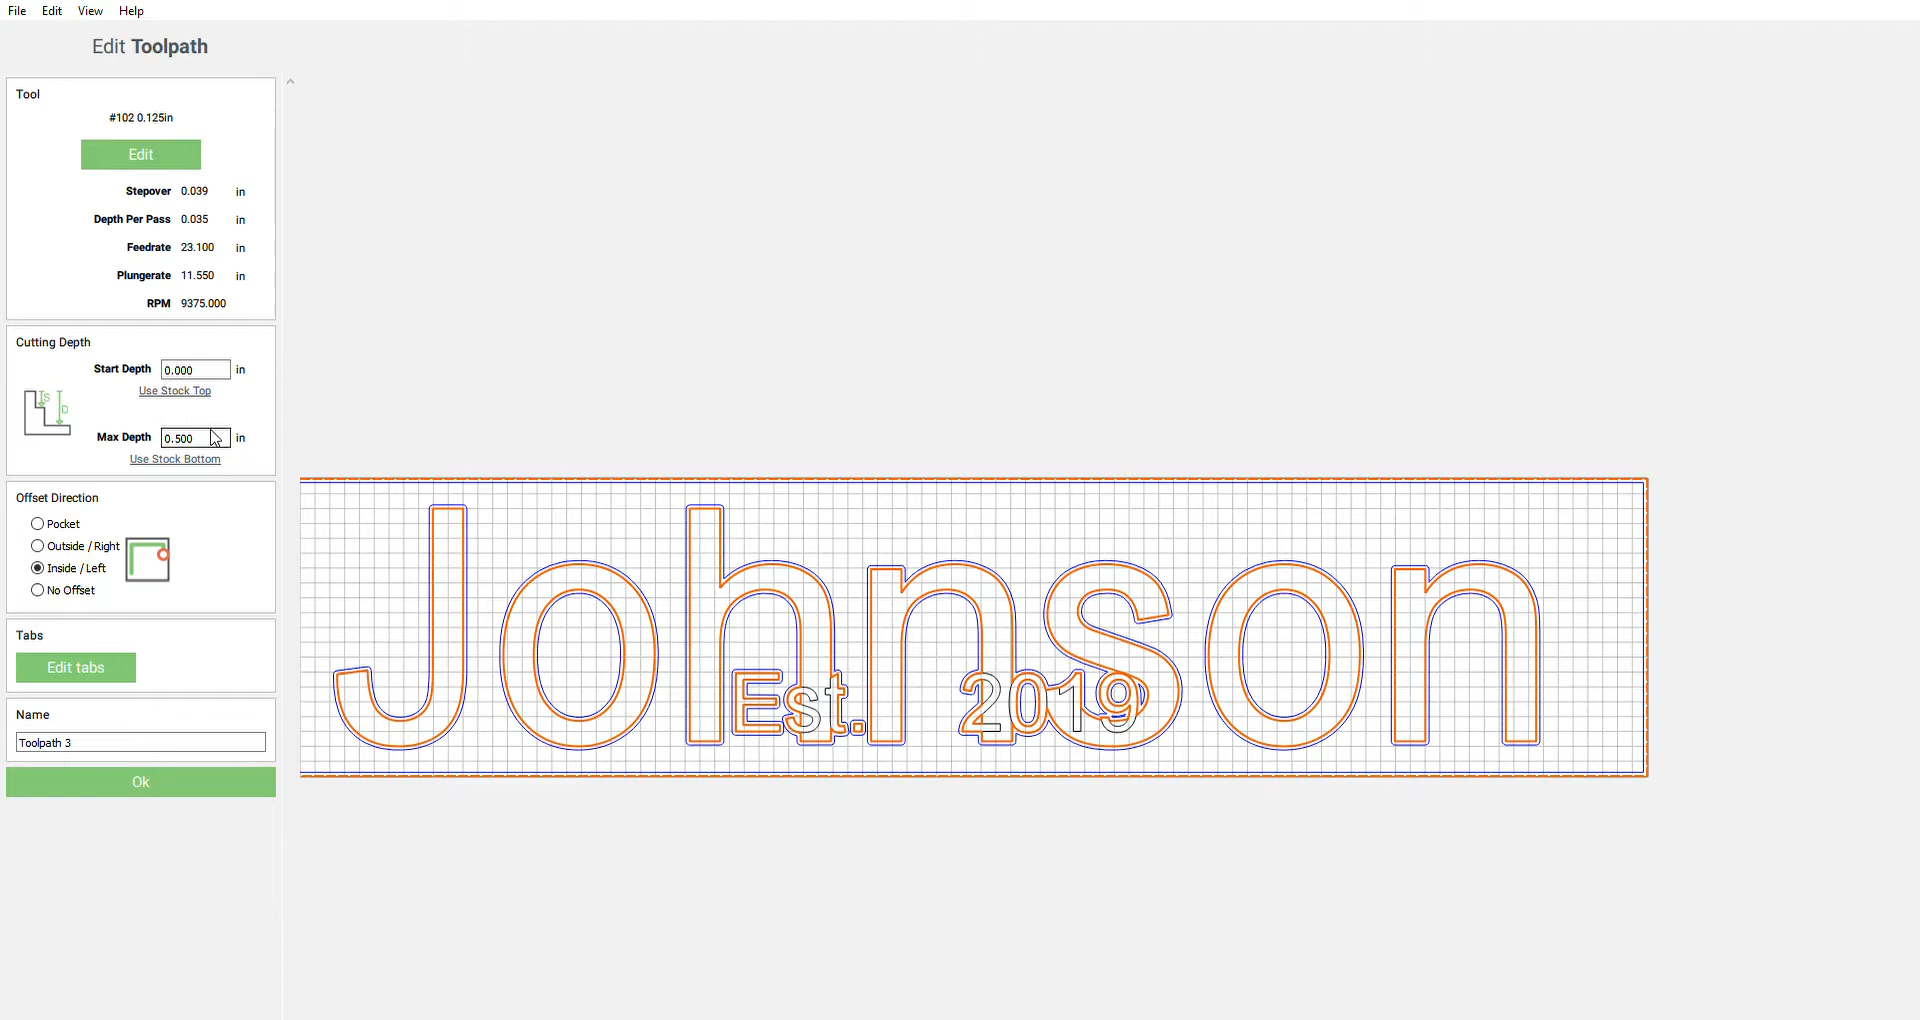 File Edit View Help
Edit Toolpath
Tool
#102 0.125in
Edit
Stepover 0.039 in
Depth Per Pass 0.035 in
Feedrate 23.100 in
Plungerate 11.550 in
RPM 9375.000
Cutting Depth
Start Depth 0.000 in
Use Stock Top
S
D
Max Depth 0.500 in
Use Stock Bottom
Offset Direction
Pocket
Outside / Right
Inside / Left
No Offset
Tabs
Edit tabs
Name
Toolpath 3
Ok
Johnson
Est. 2019